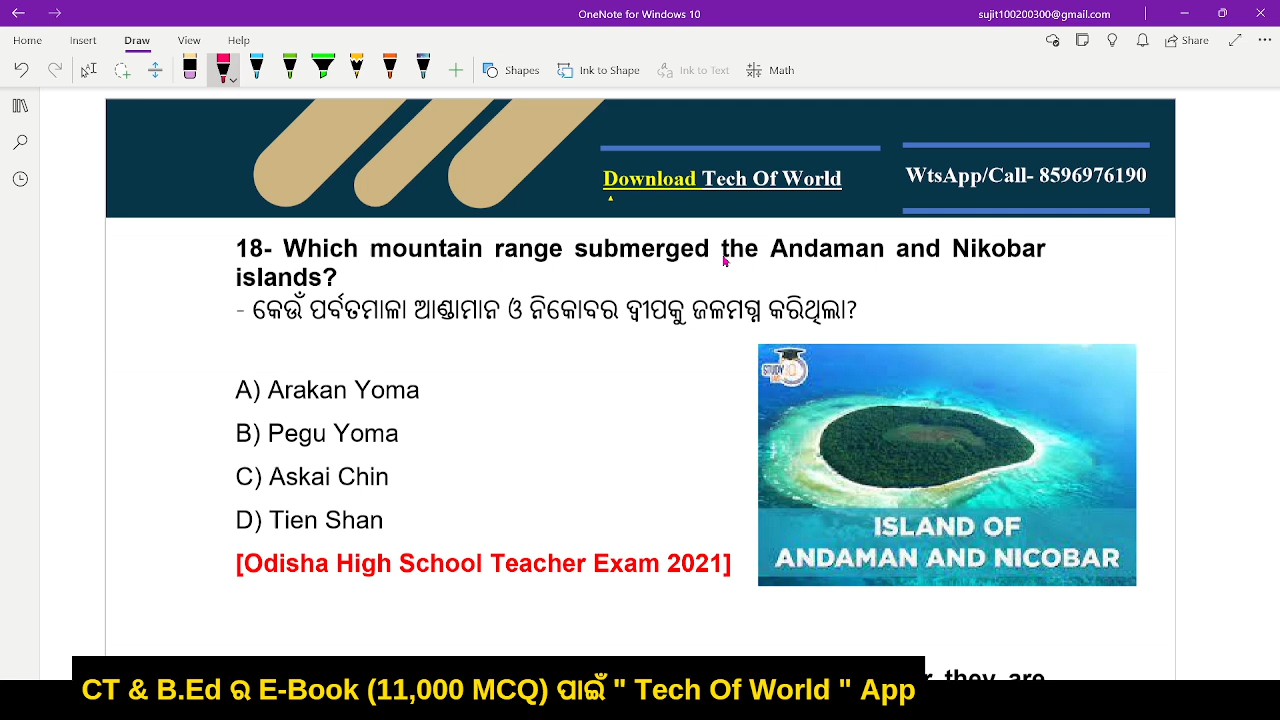 OneNote for Windows 10
sujit100200300@gmail.com
Home Insert Draw View Help
Share
Shapes Ink to Shape Ink to Text Math
Download Tech Of World
WtsApp/Call- 8596976190
18- Which mountain range submerged the Andaman and Nikobar
islands?
- କେଉଁ ପର୍ବତମାଳା ଆଣ୍ଡାମାନ ଓ ନିକୋବର ଦ୍ୱୀପକୁ ଜଳମଗ୍ନ କରିଥିଲା?
A) Arakan Yoma
B) Pegu Yoma
C) Askai Chin
D) Tien Shan
[Odisha High School Teacher Exam 2021]
STUDY
ISLAND OF
ANDAMAN AND NICOBAR
they are
CT & B.Ed ର E-Book (11,000 MCQ) ପାଇଁ " Tech Of World " App